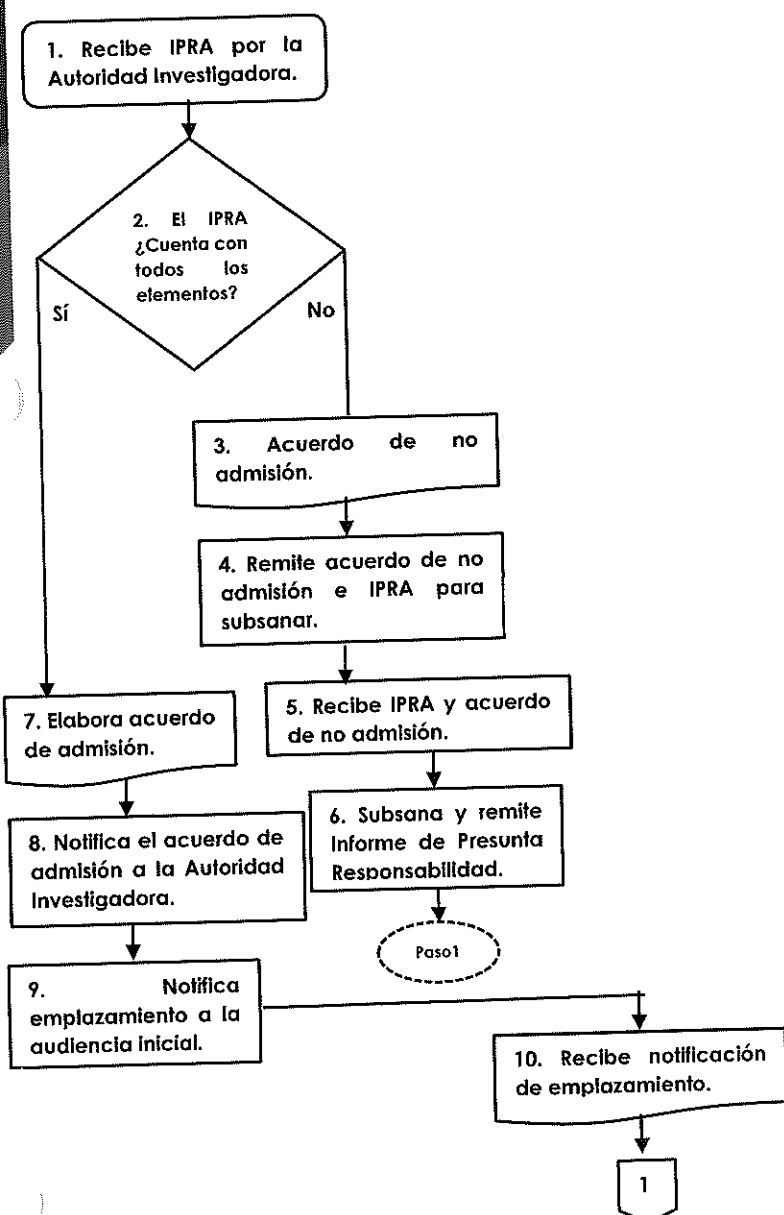 1. Recibe IPRA por la
Autoridad Investigadora.
2. El IPRA
¿Cuenta con
todos los
elementos?
Sí
No
3. Acuerdo de no
admisión.
4. Remite acuerdo de no
admisión e IPRA para
subsanar.
5. Recibe IPRA y acuerdo
de no admisión.
6. Subsana y remite
Informe de Presunta
Responsabilidad.
Paso1
7. Elabora acuerdo
de admisión.
8. Notifica el acuerdo de
admisión a la Autoridad
Investigadora.
9. Notifica
emplazamiento a la
audiencia inicial.
10. Recibe notificación
de emplazamiento.
1